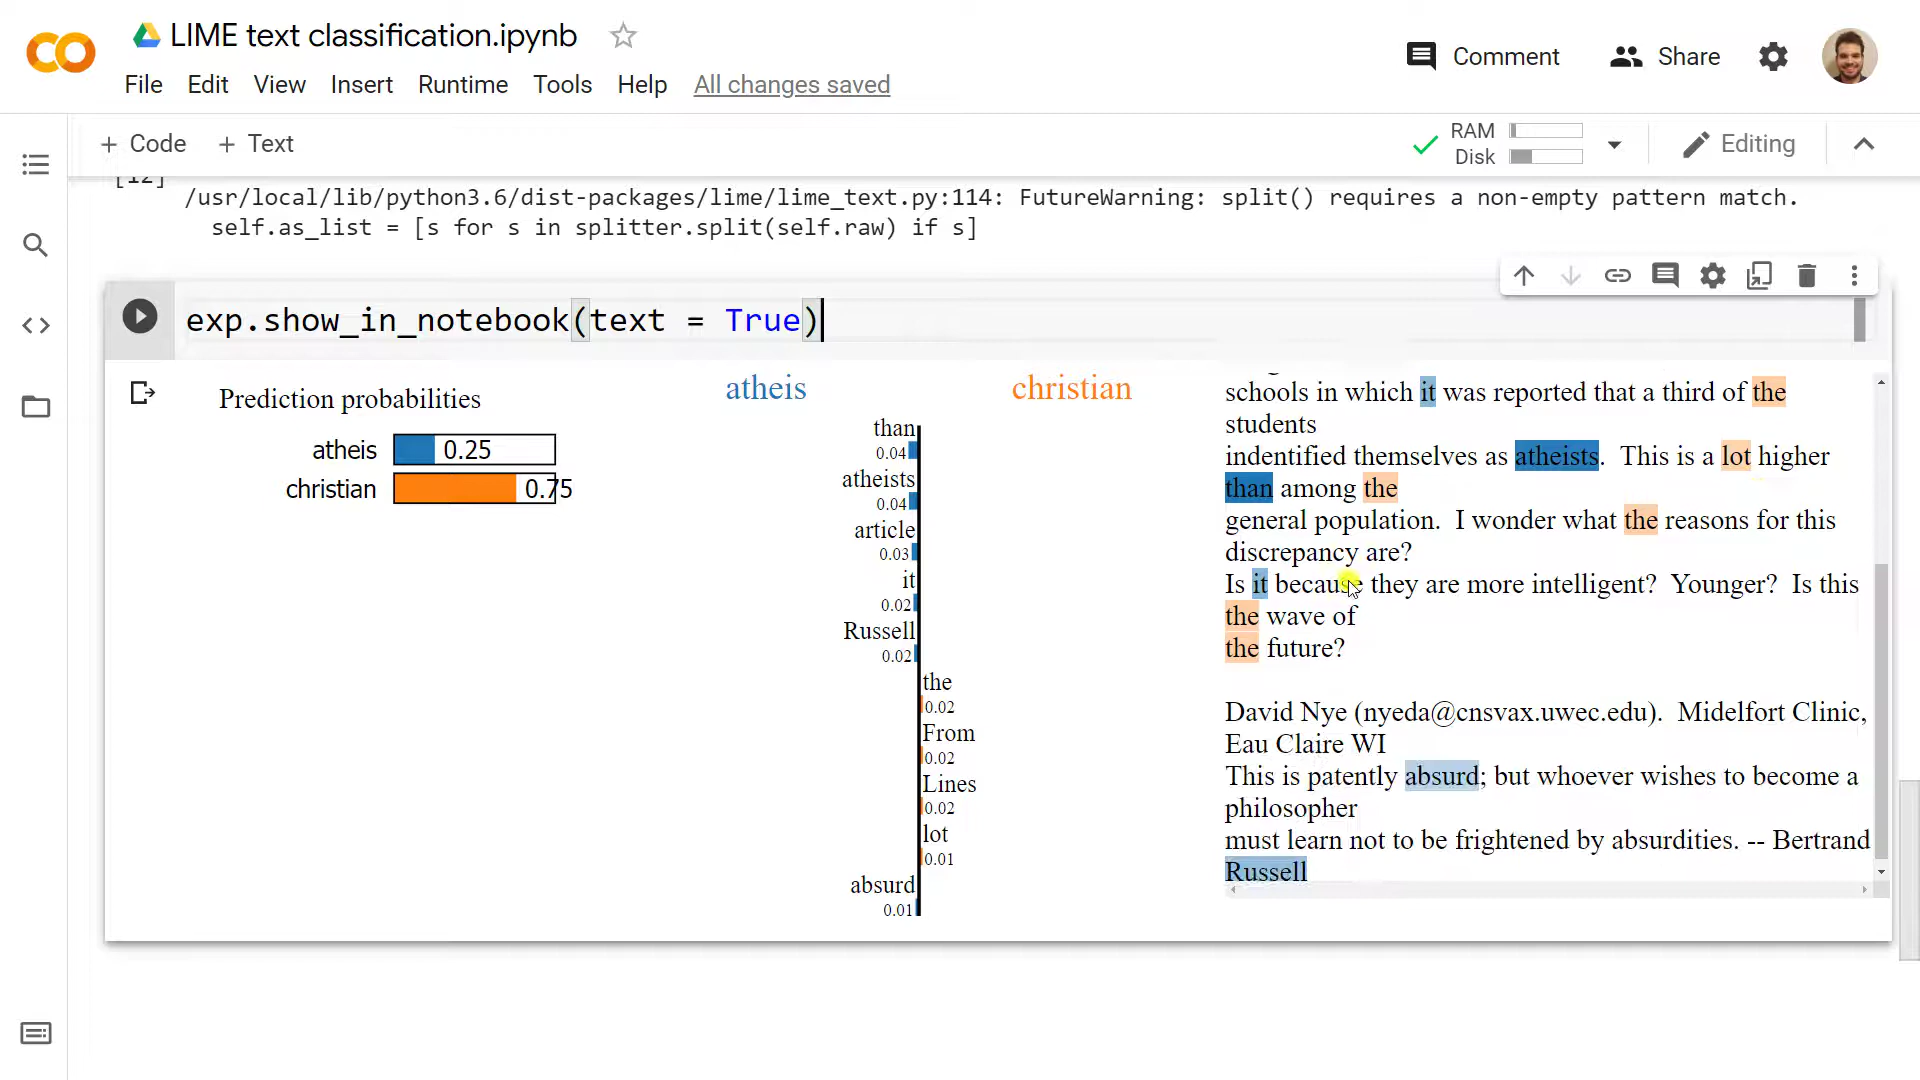 LIME text classification.ipynb
Comment
Share
File Edit View Insert Runtime Tools Help All changes saved
+ Code + Text
RAM
Disk
Editing
[12]
/usr/local/lib/python3.6/dist-packages/lime/lime_text.py:114: FutureWarning: split() requires a non-empty pattern match.
self.as_list = [s for s in splitter.split(self.raw) if s]
exp.show_in_notebook(text = True)
Prediction probabilities
atheis 0.25
christian 0.75
atheis christian
than
0.04
atheists
0.04
article
0.03
it
0.02
Russell
0.02
the
0.02
From
0.02
Lines
0.02
lot
0.01
absurd
0.01
schools in which it was reported that a third of the
students
indentified themselves as atheists. This is a lot higher
than among the
general population. I wonder what the reasons for this
discrepancy are?
Is it because they are more intelligent? Younger? Is this
the wave of
the future?
David Nye (nyeda@cnsvax.uwec.edu). Midelfort Clinic,
Eau Claire WI
This is patently absurd; but whoever wishes to become a
philosopher
must learn not to be frightened by absurdities. -- Bertrand
Russell